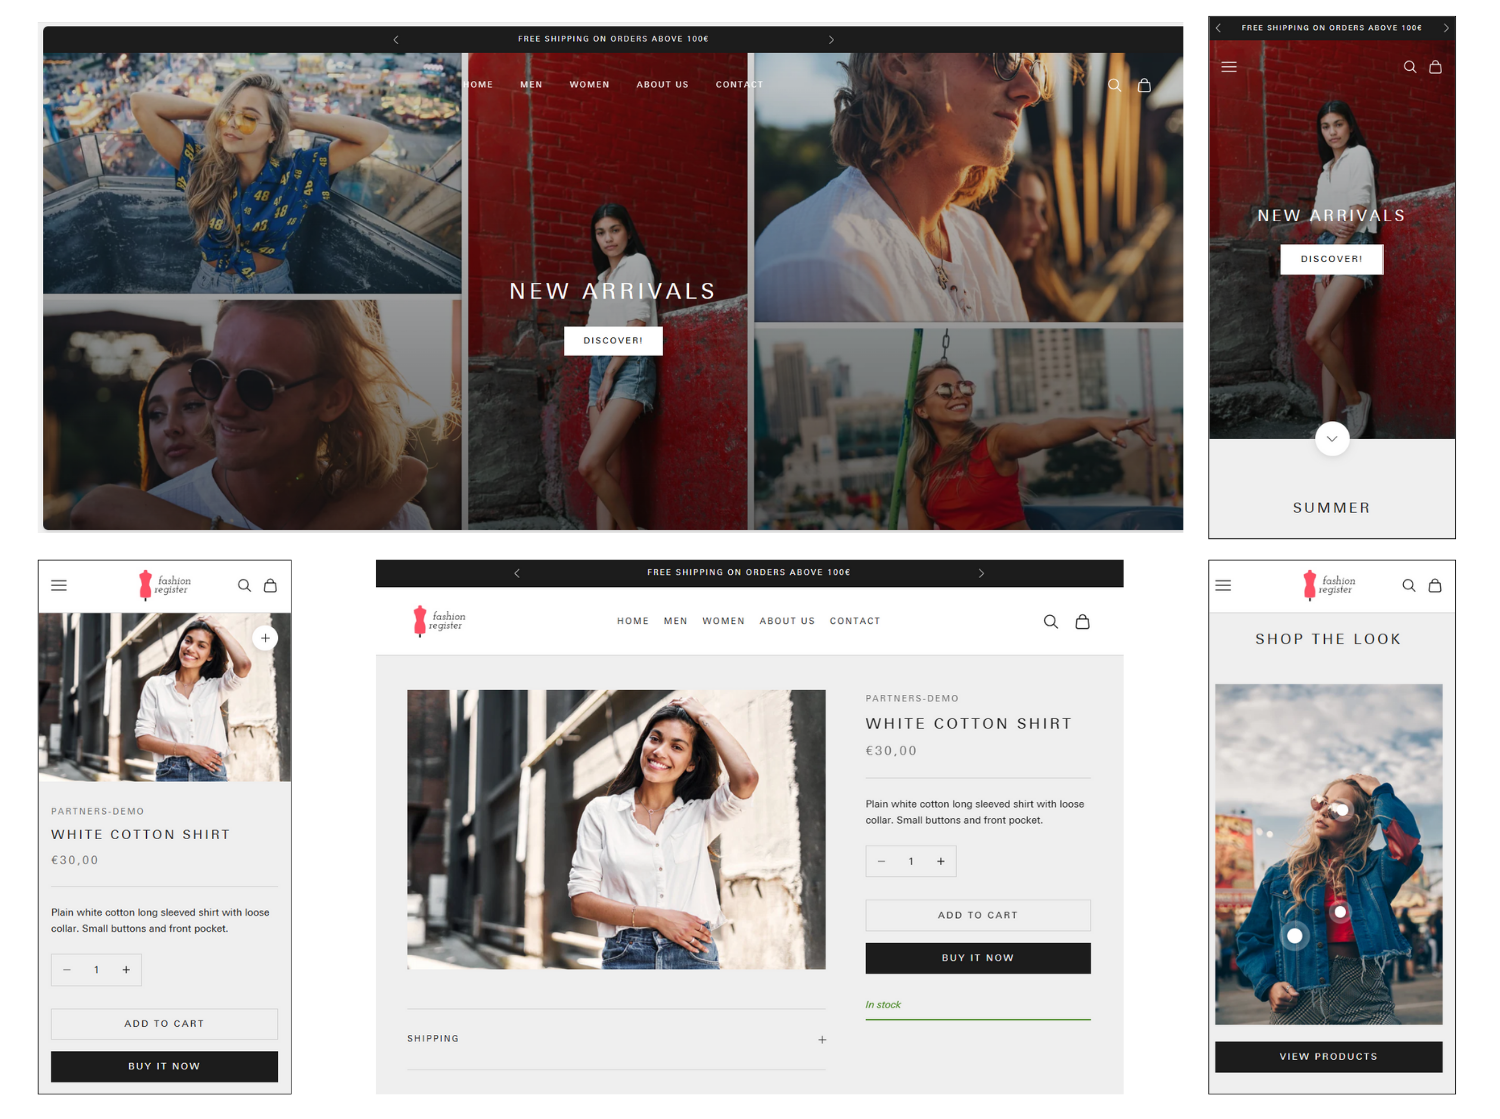 FREE SHIPPING ON ORDERS ABOVE 100€
HOME MEN WOMEN ABOUT US CONTACT
48
48
48
48
NEW ARRIVALS
DISCOVER!
FREE SHIPPING ON ORDERS ABOVE 100€
NEW ARRIVALS
DISCOVER!
SUMMER
fashion
register
PARTNERS-DEMO
WHITE COTTON SHIRT
€30,00
Plain white cotton long sleeved shirt with loose
collar. Small buttons and front pocket.
− 1 +
ADD TO CART
BUY IT NOW
FREE SHIPPING ON ORDERS ABOVE 100€
fashion
register
HOME MEN WOMEN ABOUT US CONTACT
PARTNERS-DEMO
WHITE COTTON SHIRT
€30,00
Plain white cotton long sleeved shirt with loose
collar. Small buttons and front pocket.
− 1 +
ADD TO CART
BUY IT NOW
In stock
SHIPPING +
fashion
register
SHOP THE LOOK
VIEW PRODUCTS